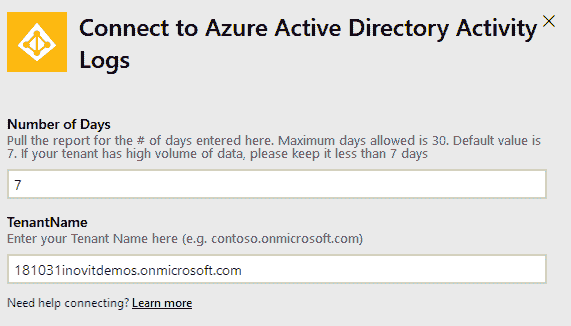 Connect to Azure Active Directory Activity
Logs
Number of Days
Pull the report for the # of days entered here. Maximum days allowed is 30. Default value is
7. If your tenant has high volume of data, please keep it less than 7 days
7
TenantName
Enter your Tenant Name here (e.g. contoso.onmicrosoft.com)
181031inovitdemos.onmicrosoft.com
Need help connecting? Learn more